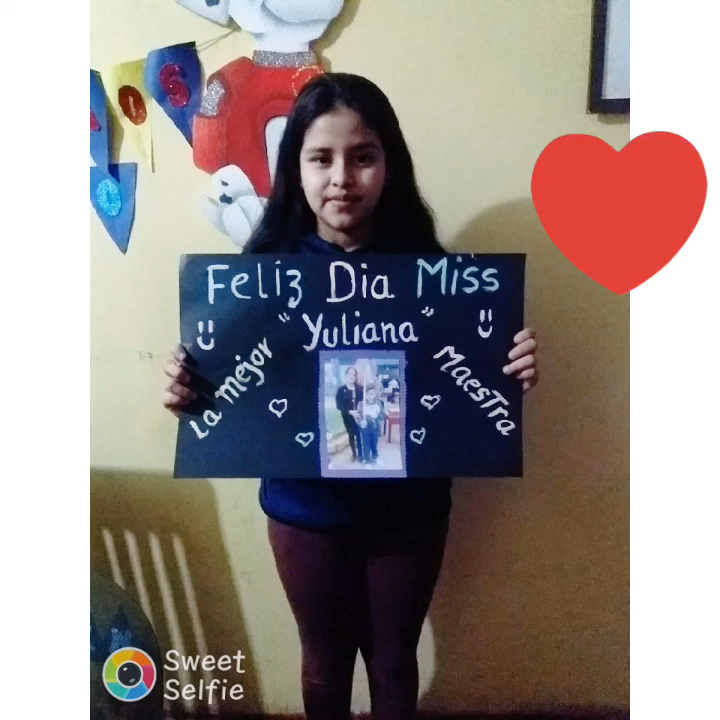 Feliz Dia Miss
"Yuliana"
La mejor
Maestra
Sweet
Selfie